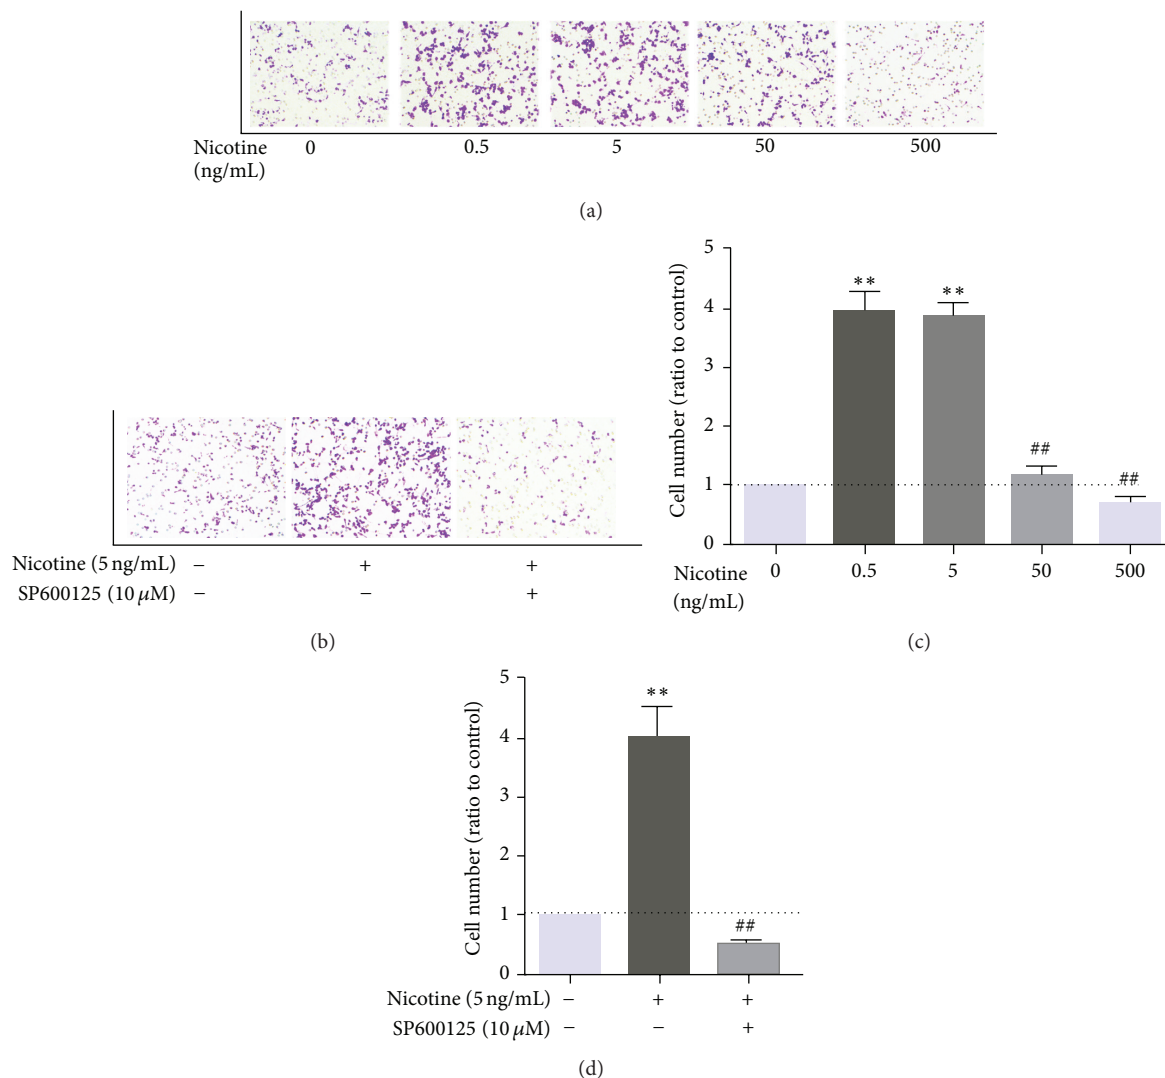 Nicotine (ng/mL) 0 0.5 5 50 500
(a)
Nicotine (5 ng/mL) − + +
SP600125 (10 μM) − − +
(b)
Cell number (ratio to control)
5
4
3
2
1
0
** ** ## ##
Nicotine (ng/mL) 0 0.5 5 50 500
(c)
Cell number (ratio to control)
5
4
3
2
1
0
** ##
Nicotine (5 ng/mL) − + +
SP600125 (10 μM) − − +
(d)